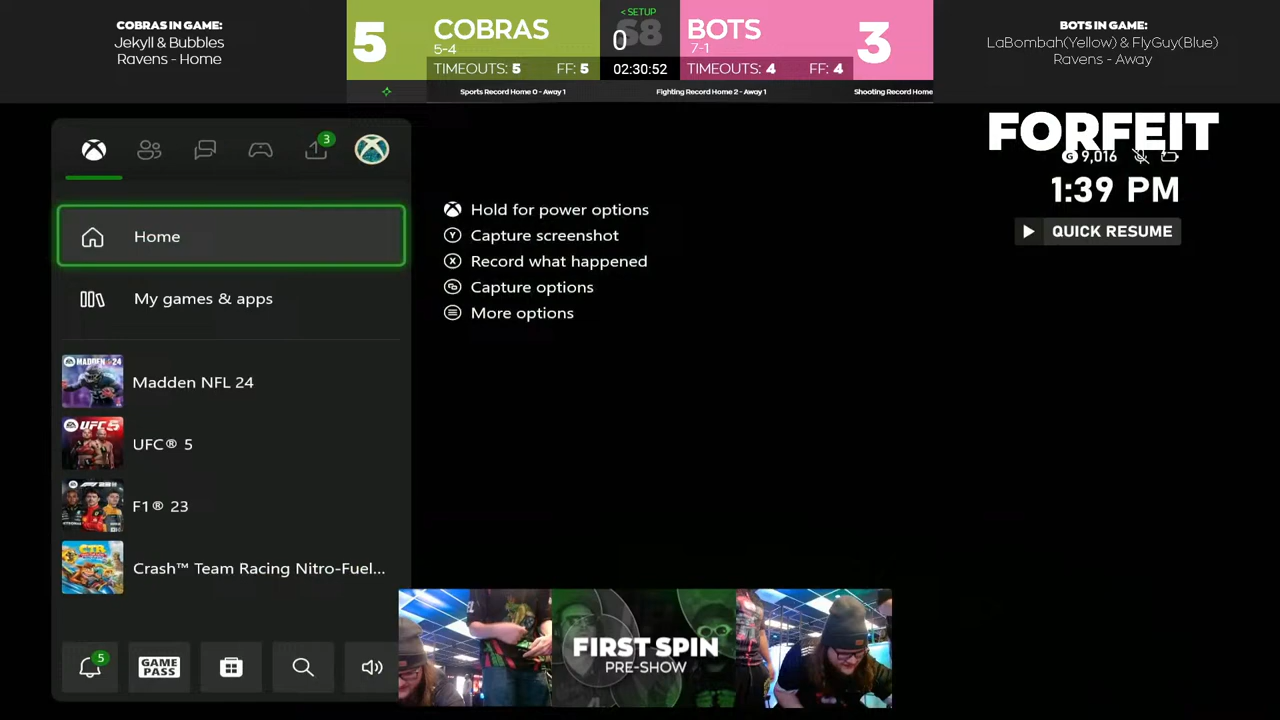 COBRAS IN GAME:
Jekyll & Bubbles
Ravens - Home
5
COBRAS
5-4
TIMEOUTS: 5
FF: 5
< SETUP
S8
0
02:30:52
BOTS
7-1
TIMEOUTS: 4
FF: 4
3
BOTS IN GAME:
LaBombah(Yellow) & FlyGuy(Blue)
Ravens - Away
Sports Record Home 0 - Away 1
Fighting Record Home 2 - Away 1
Shooting Record Home
3
FORFEIT
G 9,016
1:39 PM
QUICK RESUME
Home
My games & apps
Madden NFL 24
UFC® 5
F1® 23
Crash™ Team Racing Nitro-Fuel...
Hold for power options
Y Capture screenshot
X Record what happened
Capture options
More options
MADDEN 24
UFC 5
CTR
5
GAME
PASS
FIRST SPIN
PRE-SHOW